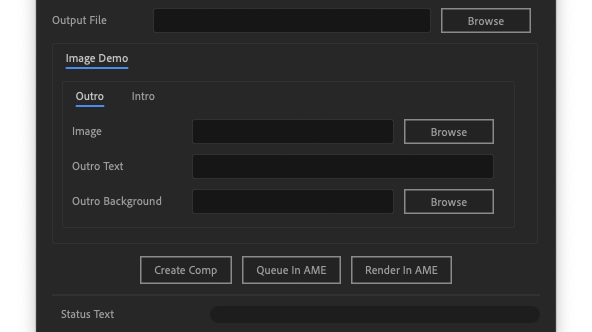 Output File Browse
Image Demo
Outro Intro
Image Browse
Outro Text
Outro Background Browse
Create Comp Queue In AME Render In AME
Status Text